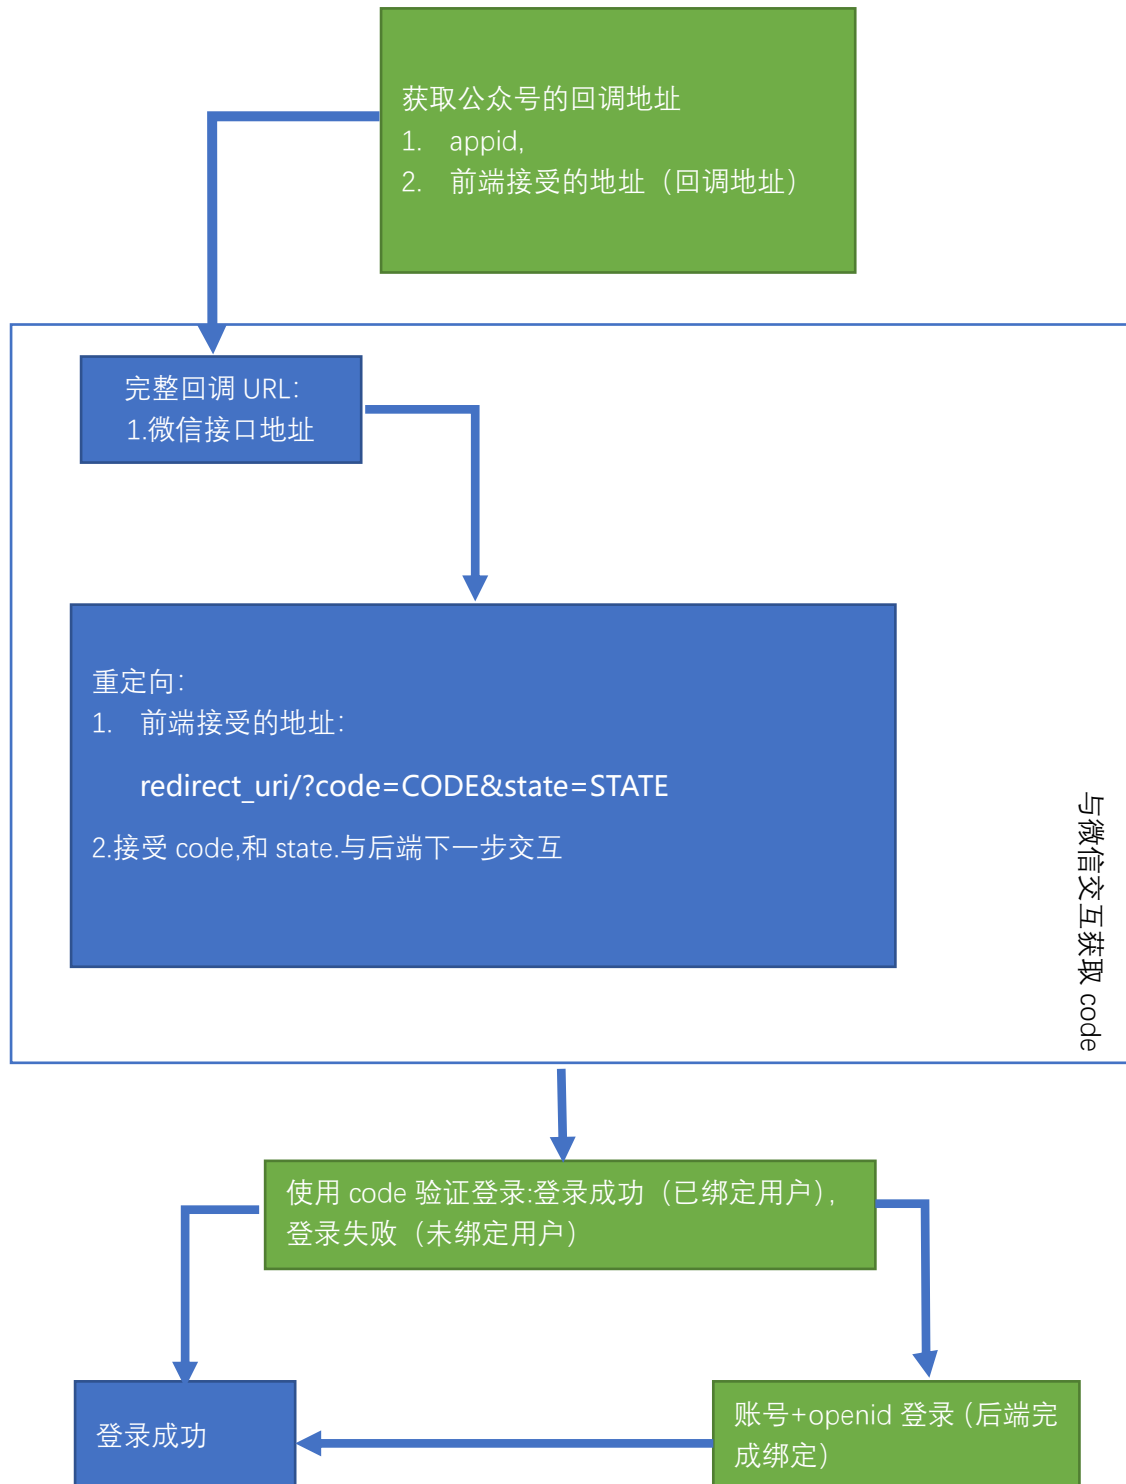 获取公众号的回调地址
1. appid,
2. 前端接受的地址（回调地址）
完整回调 URL:
1.微信接口地址
重定向：
1. 前端接受的地址：
redirect_uri/?code=CODE&state=STATE
2.接受 code,和 state.与后端下一步交互
与微信交互获取 code
使用 code 验证登录:登录成功（已绑定用户），
登录失败（未绑定用户）
登录成功
账号+openid 登录（后端完
成绑定）